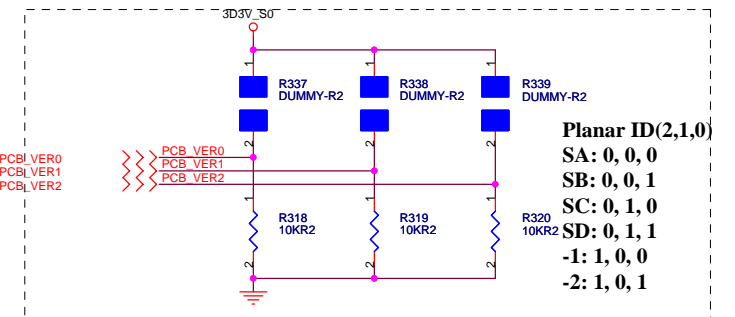 3D3V_S0
1
1
1
R337
DUMMY-R2
R338
DUMMY-R2
R339
DUMMY-R2
2
2
2
Planar ID(2,1,0)
PCB_VER0
PCB_VER0
PCB_VER1
PCB_VER1
PCB_VER2
PCB_VER2
SA: 0, 0, 0
SB: 0, 0, 1
SC: 0, 1, 0
SD: 0, 1, 1
-1: 1, 0, 0
-2: 1, 0, 1
1
1
1
R318
10KR2
R319
10KR2
R320
10KR2
2
2
2